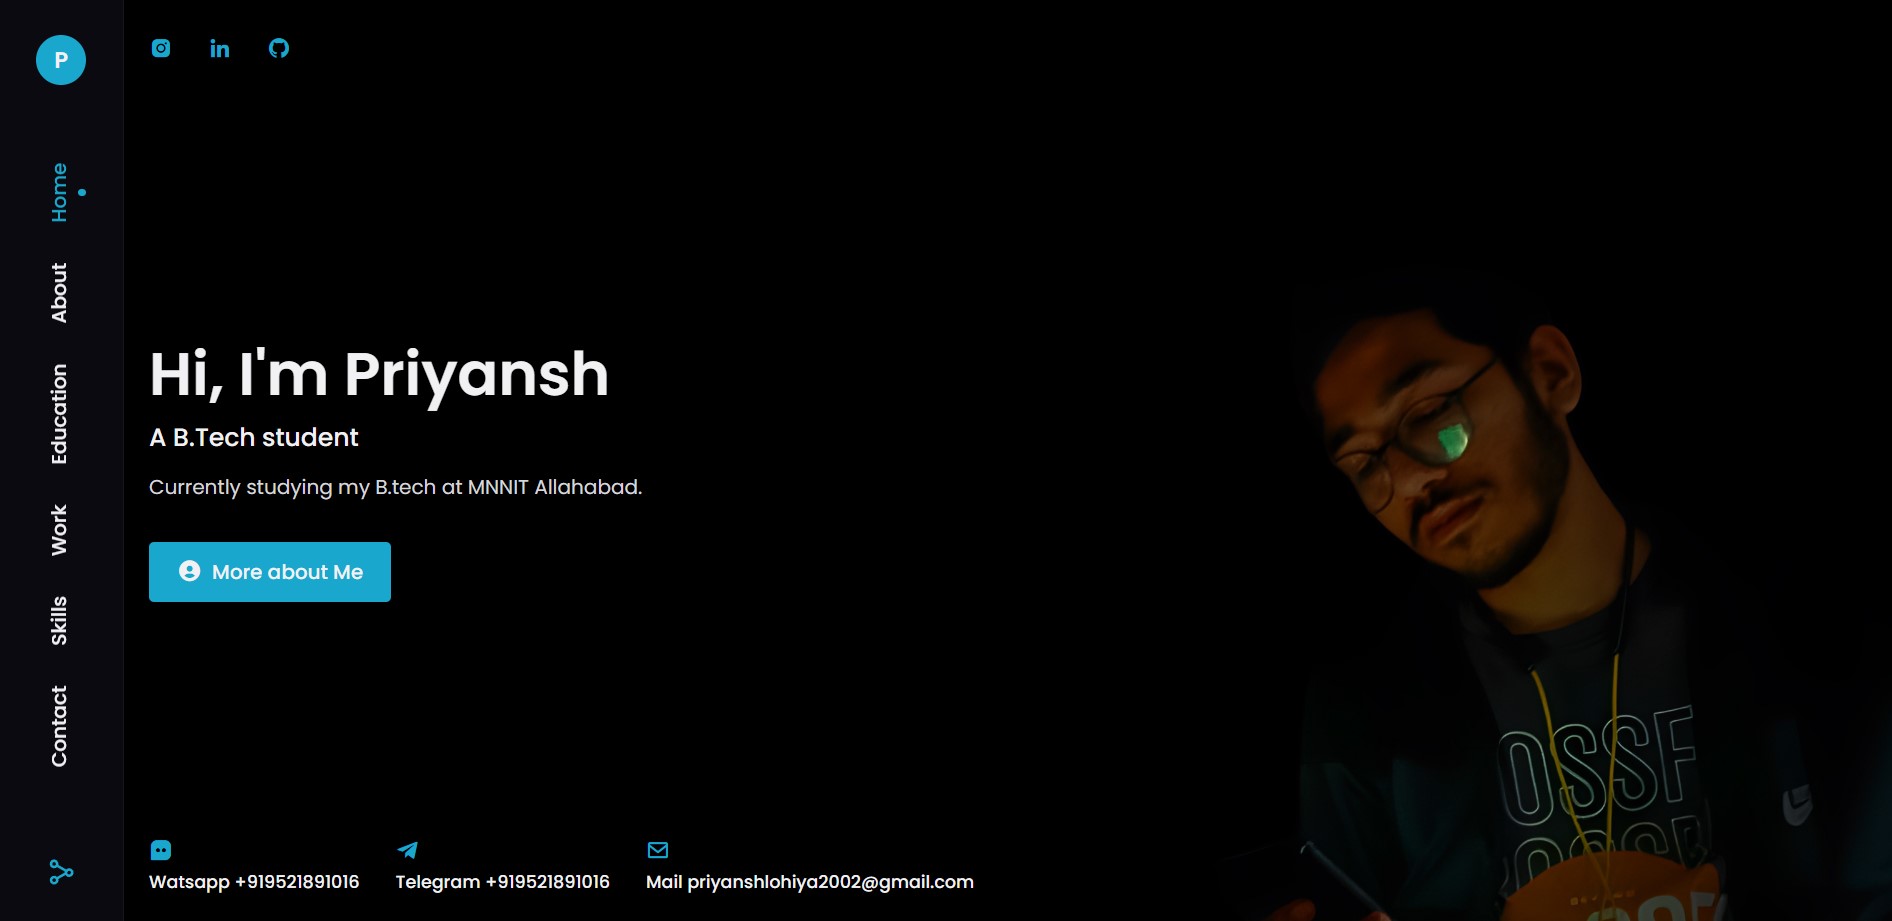 P
Home
About
Education
Work
Skills
Contact
Hi, I'm Priyansh
A B.Tech student
Currently studying my B.tech at MNNIT Allahabad.
More about Me
Watsapp +919521891016
Telegram +919521891016
Mail priyanshlohiya2002@gmail.com
OSSF